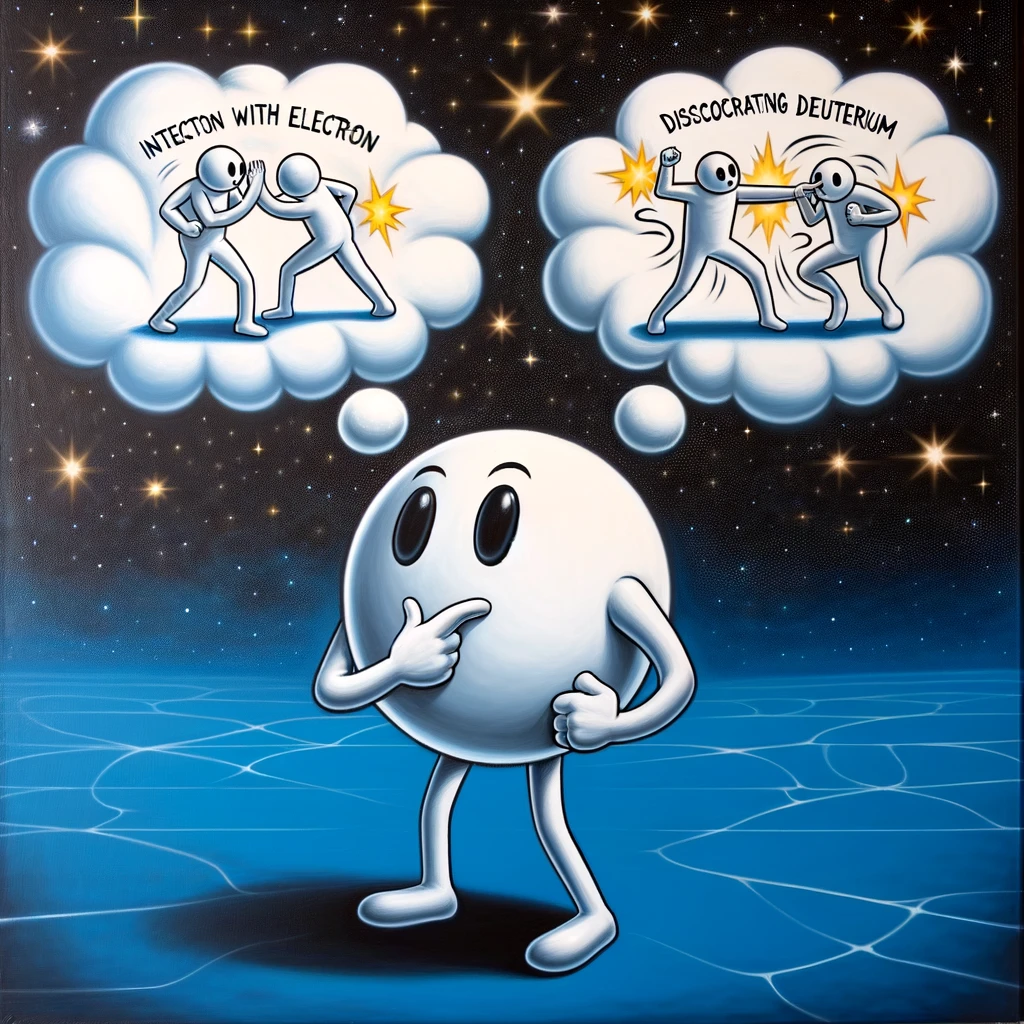 INTECTON WITH ELECTRON
DISSCOCRATING DEUTERIUM